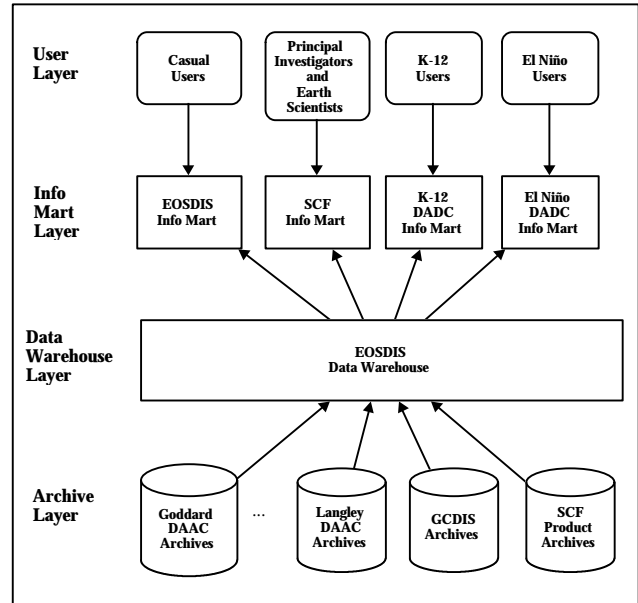 User
Layer
Casual
Users
Principal
Investigators
and
Earth
Scientists
K-12
Users
El Niño
Users
Info
Mart
Layer
EOSDIS
Info Mart
SCF
Info Mart
K-12
DADC
Info Mart
El Niño
DADC
Info Mart
Data
Warehouse
Layer
EOSDIS
Data Warehouse
Archive
Layer
Goddard
DAAC
Archives
...
Langley
DAAC
Archives
GCDIS
Archives
SCF
Product
Archives